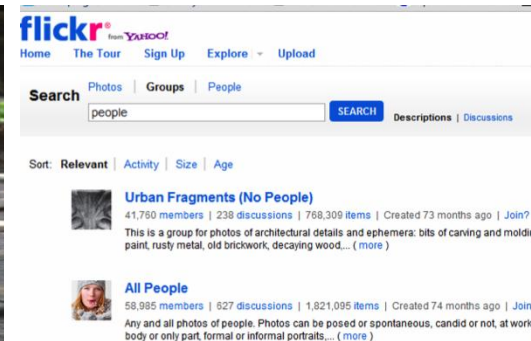 flickr from YAHOO!
Home The Tour Sign Up Explore Upload
Search Photos | Groups | People
people SEARCH Descriptions | Discussions
Sort: Relevant | Activity | Size | Age
Urban Fragments (No People)
41,760 members | 238 discussions | 768,309 items | Created 73 months ago | Join?
This is a group for photos of architectural details and ephemera: bits of carving and
paint, rusty metal, old brickwork, decaying wood,... ( more )
All People
58,985 members | 627 discussions | 1,821,095 items | Created 74 months ago |
Any and all photos of people. Photos can be posed or spontaneous, candid or not, at
body or only part, formal or informal portraits,... ( more )